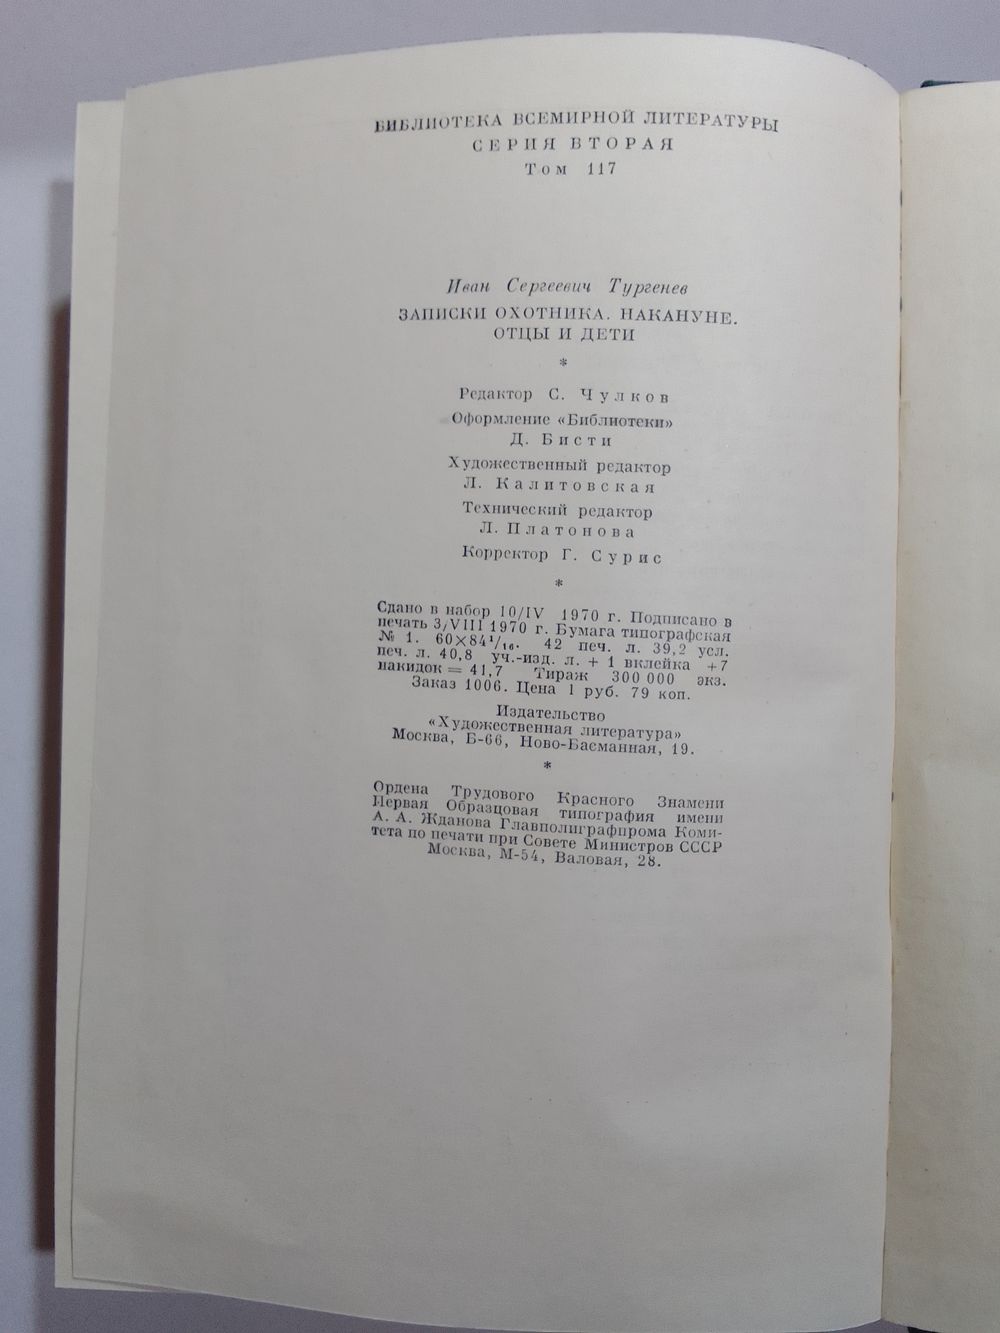 БИБЛИОТЕКА ВСЕМИРНОЙ ЛИТЕРАТУРЫ
СЕРИЯ ВТОРАЯ
Том 117
Иван Сергеевич Тургенев
ЗАПИСКИ ОХОТНИКА. НАКАНУНЕ.
ОТЦЫ И ДЕТИ
*
Редактор С. Чулков
Оформление «Библиотеки»
Д. Бисти
Художественный редактор
Л. Калитовская
Технический редактор
Л. Платонова
Корректор Г. Сурис
*
Сдано в набор 10/IV 1970 г. Подписано в
печать 3/VIII 1970 г. Бумага типографская
№ 1. 60×84¹/₁₆. 42 печ. л. 39,2 усл.
печ. л. 40,8 уч.-изд. л. + 1 вклейка +7
накидок = 41,7 Тираж 300 000 экз.
Заказ 1006. Цена 1 руб. 79 коп.
Издательство
«Художественная литература»
Москва, Б-66, Ново-Басманная, 19.
*
Ордена Трудового Красного Знамени
Первая Образцовая типография имени
А. А. Жданова Главполиграфпрома Коми-
тета по печати при Совете Министров СССР
Москва, М-54, Валовая, 28.